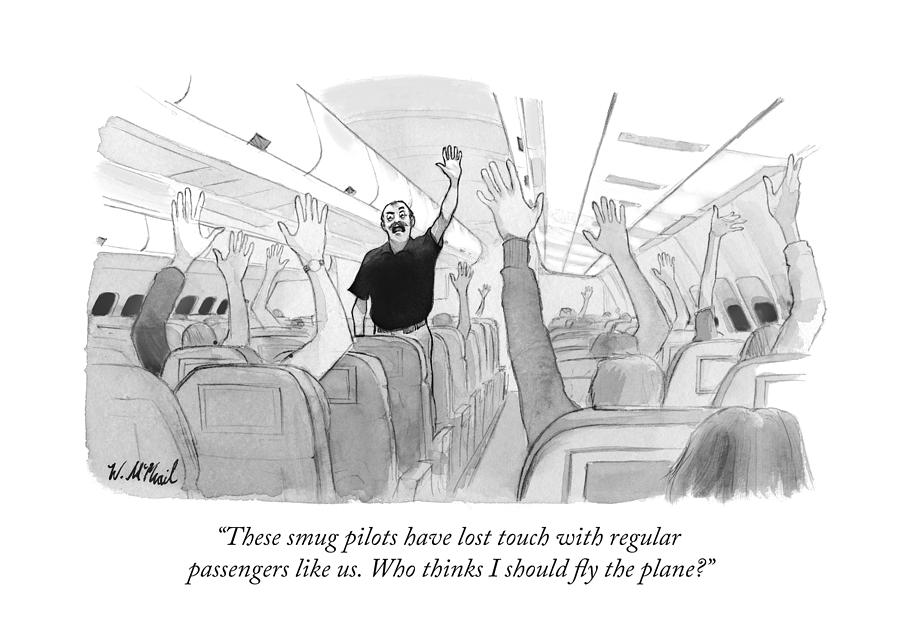 W. McPhail
“These smug pilots have lost touch with regular
passengers like us. Who thinks I should fly the plane?”